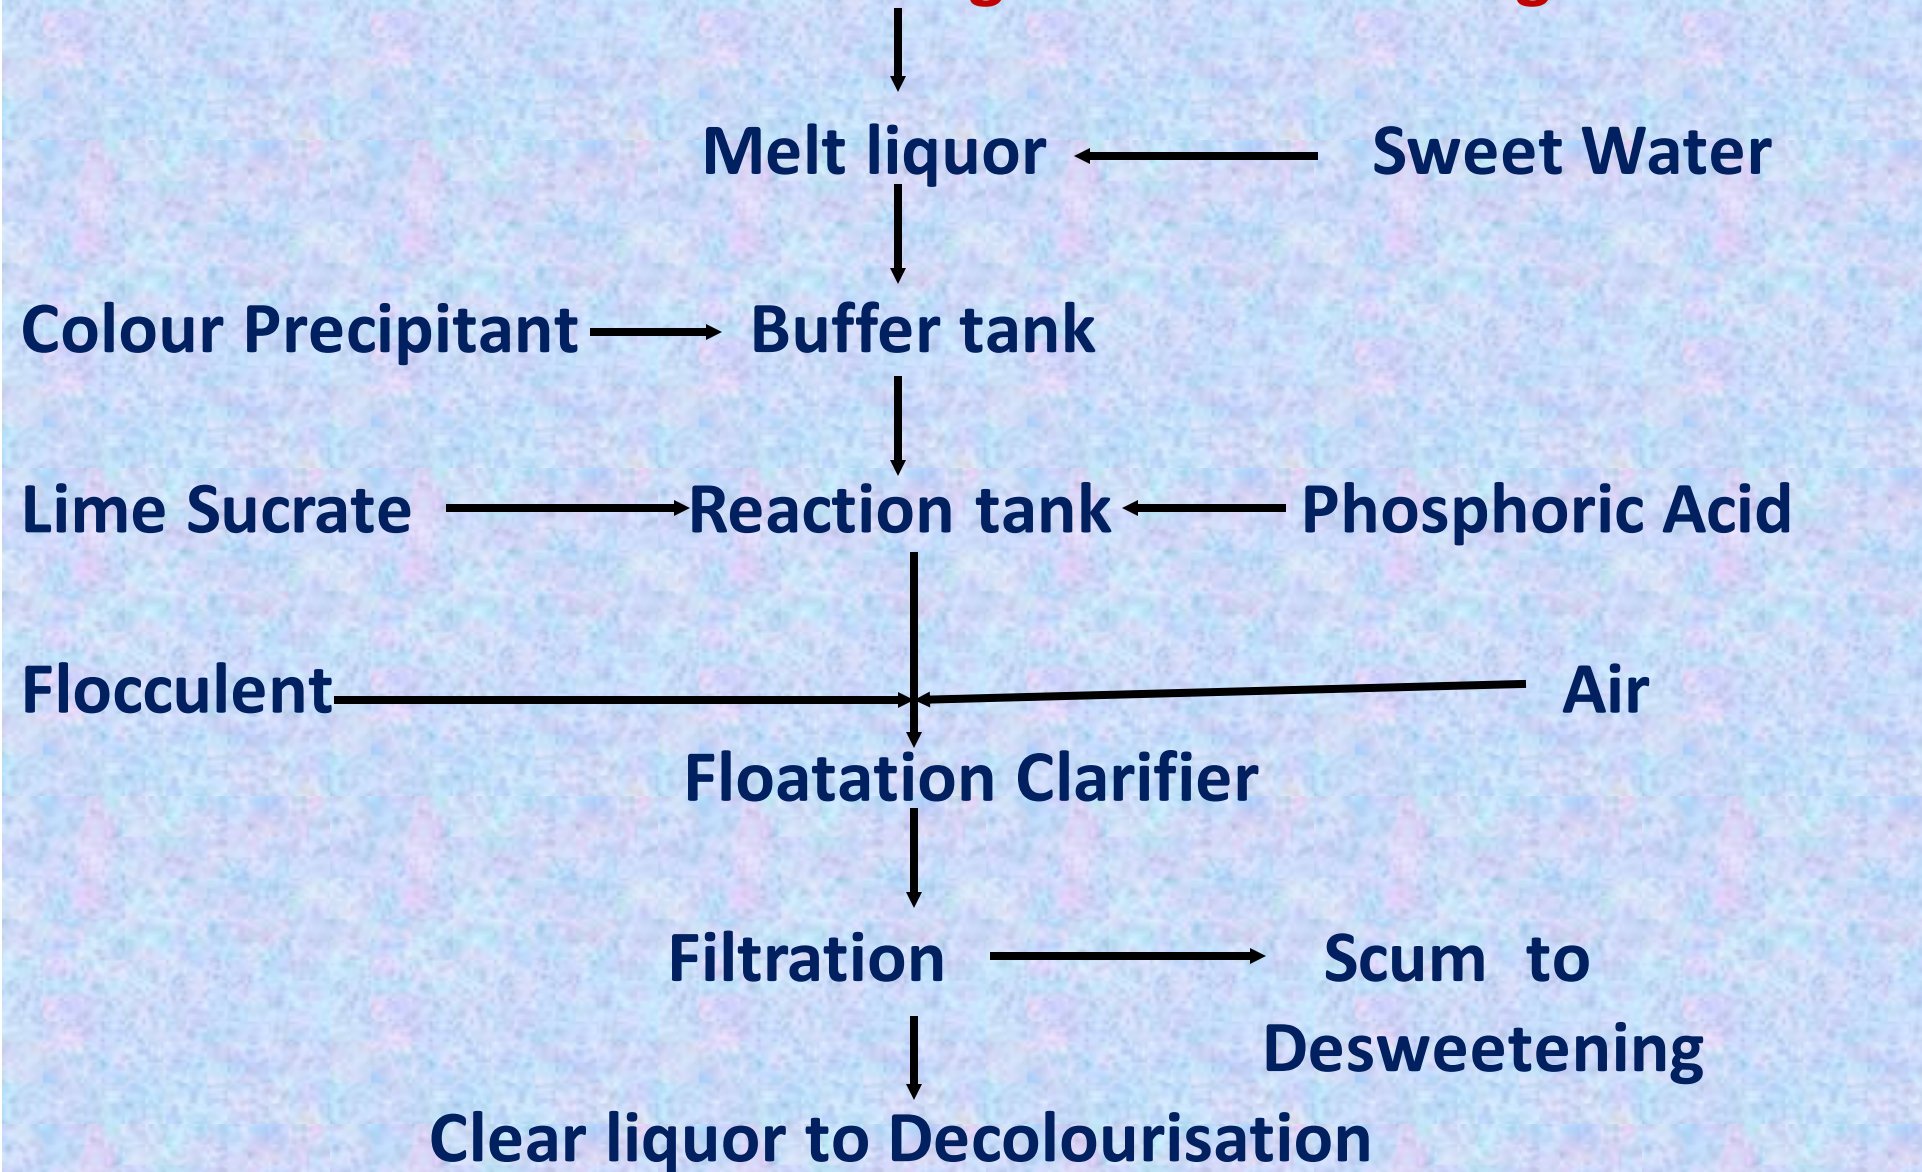 Melt liquor Sweet Water
Colour Precipitant Buffer tank
Lime Sucrate Reaction tank Phosphoric Acid
Flocculent Air
Floatation Clarifier
Filtration Scum to
Desweetening
Clear liquor to Decolourisation